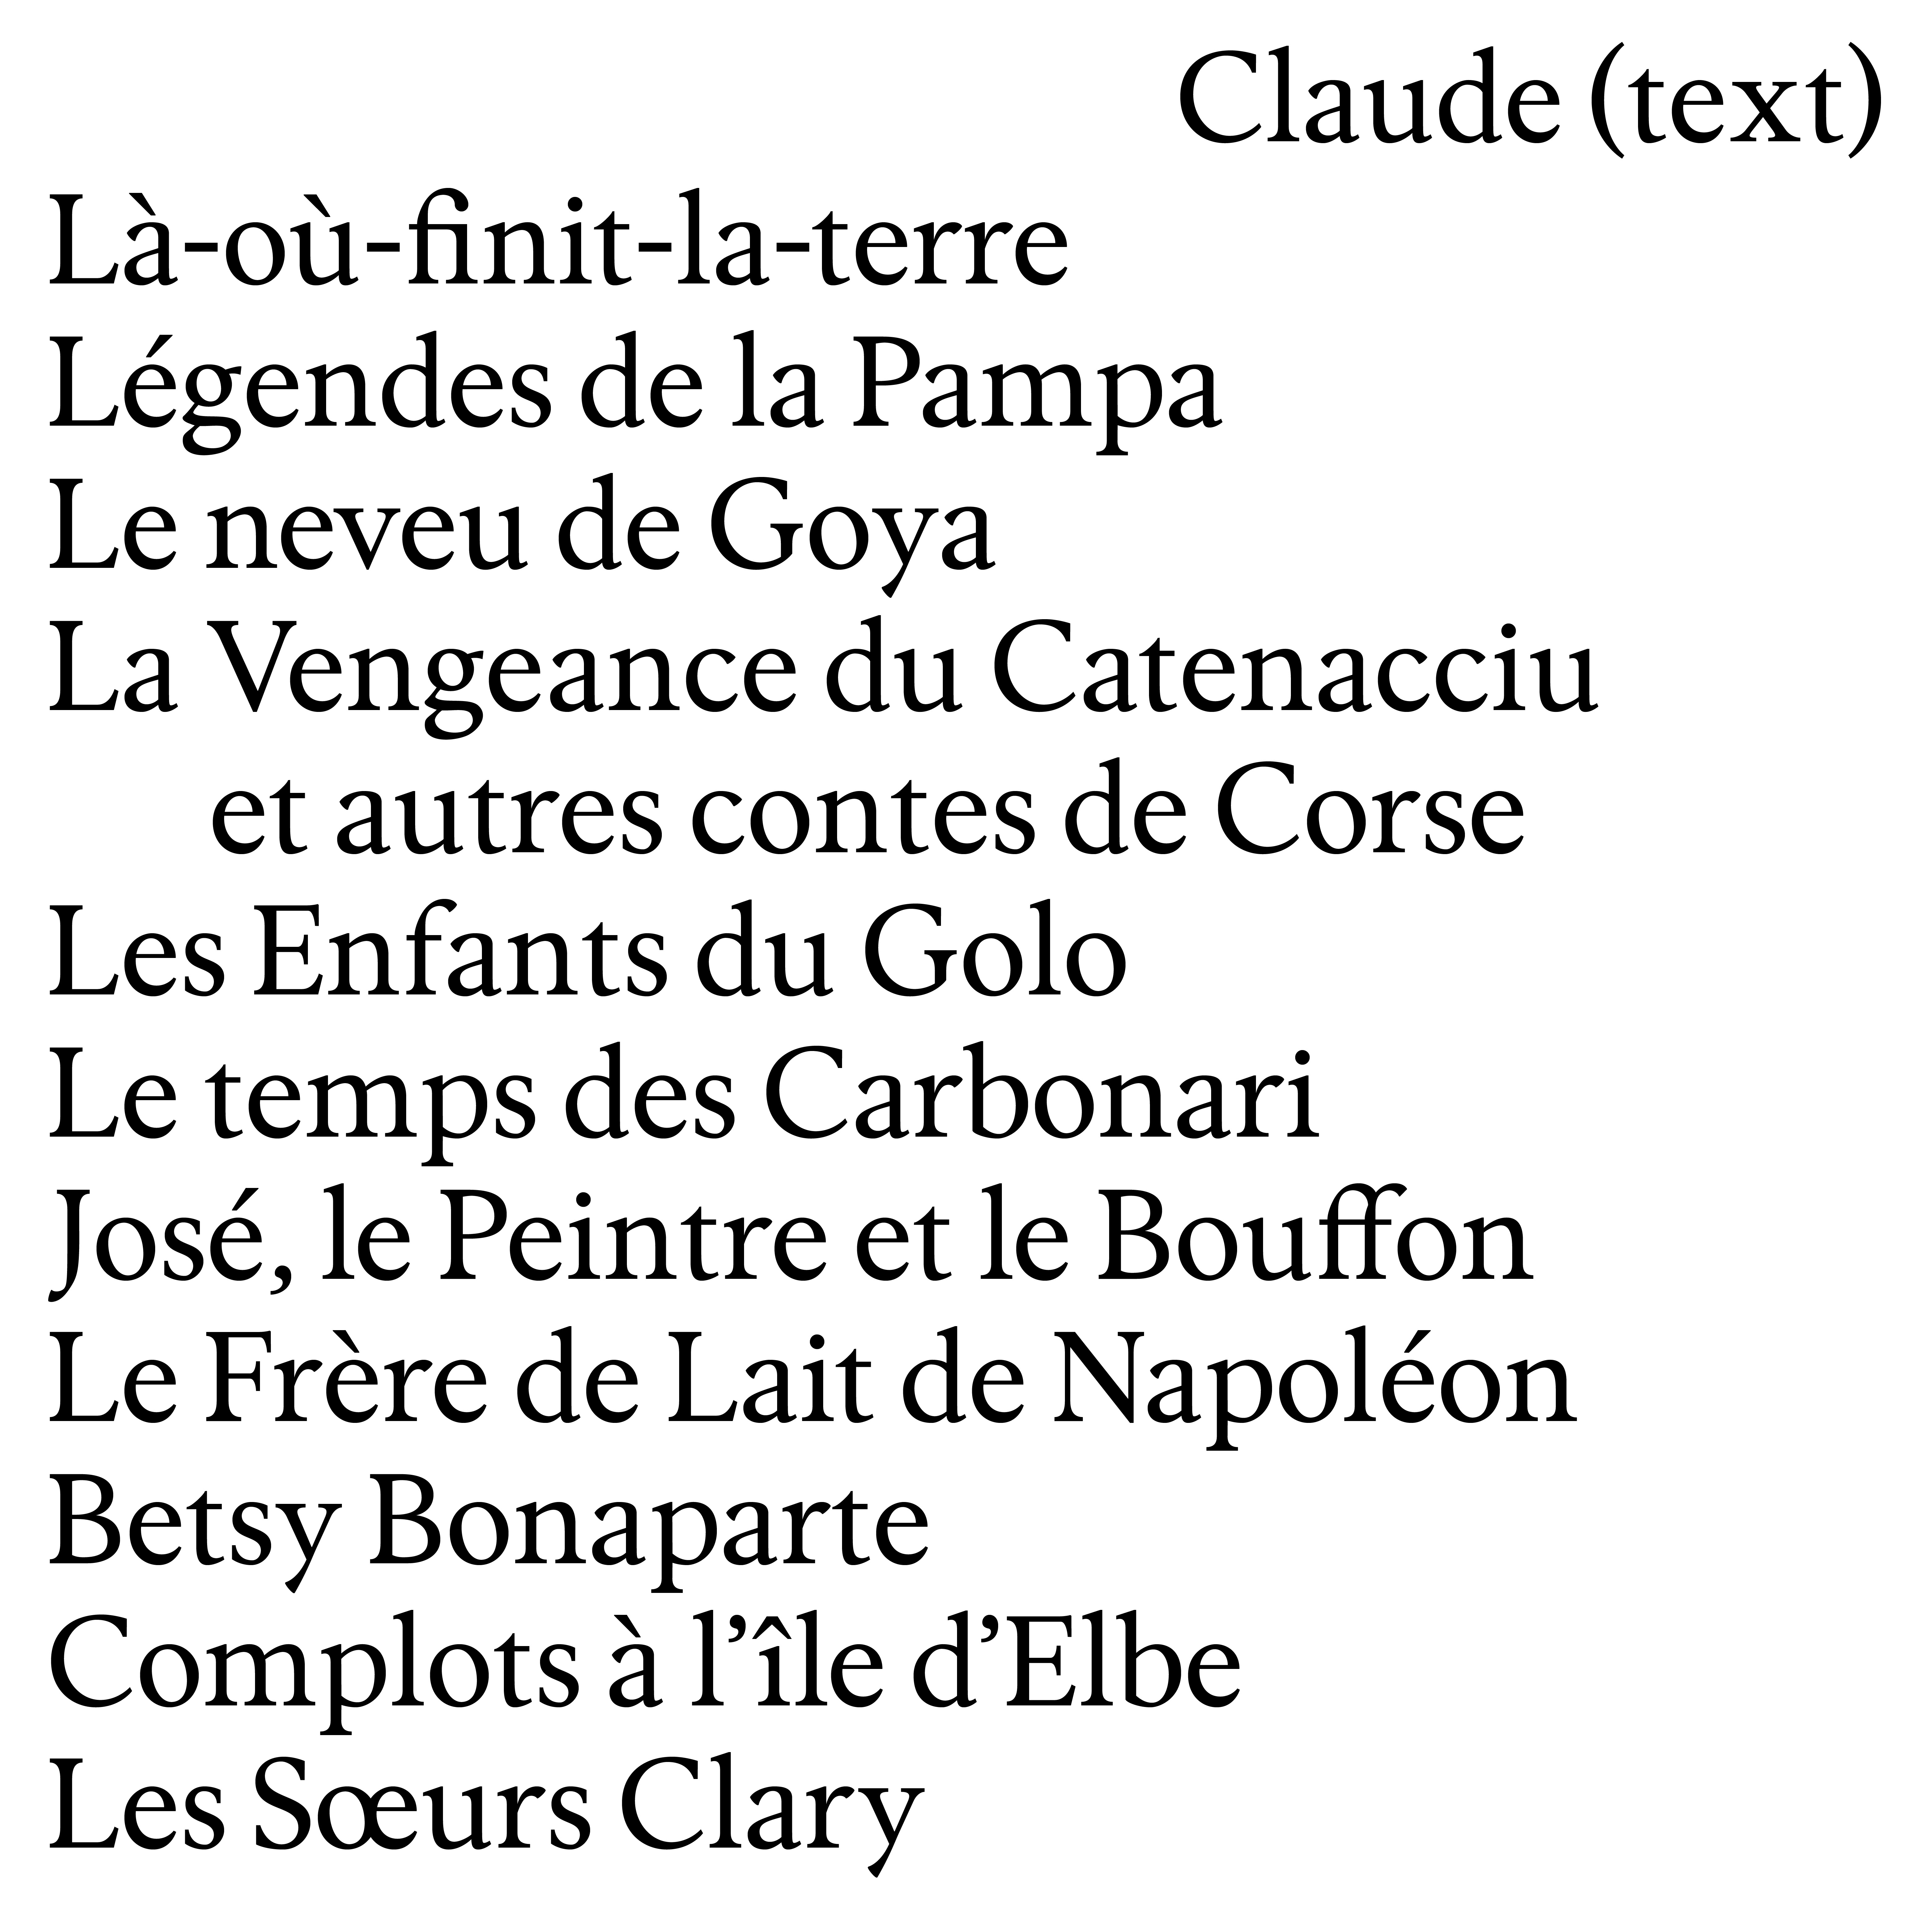 Claude (text)
Là-où-finit-la-terre
Légendes de la Pampa
Le neveu de Goya
La Vengeance du Catenacciu
et autres contes de Corse
Les Enfants du Golo
Le temps des Carbonari
José, le Peintre et le Bouffon
Le Frère de Lait de Napoléon
Betsy Bonaparte
Complots à l’île d’Elbe
Les Sœurs Clary